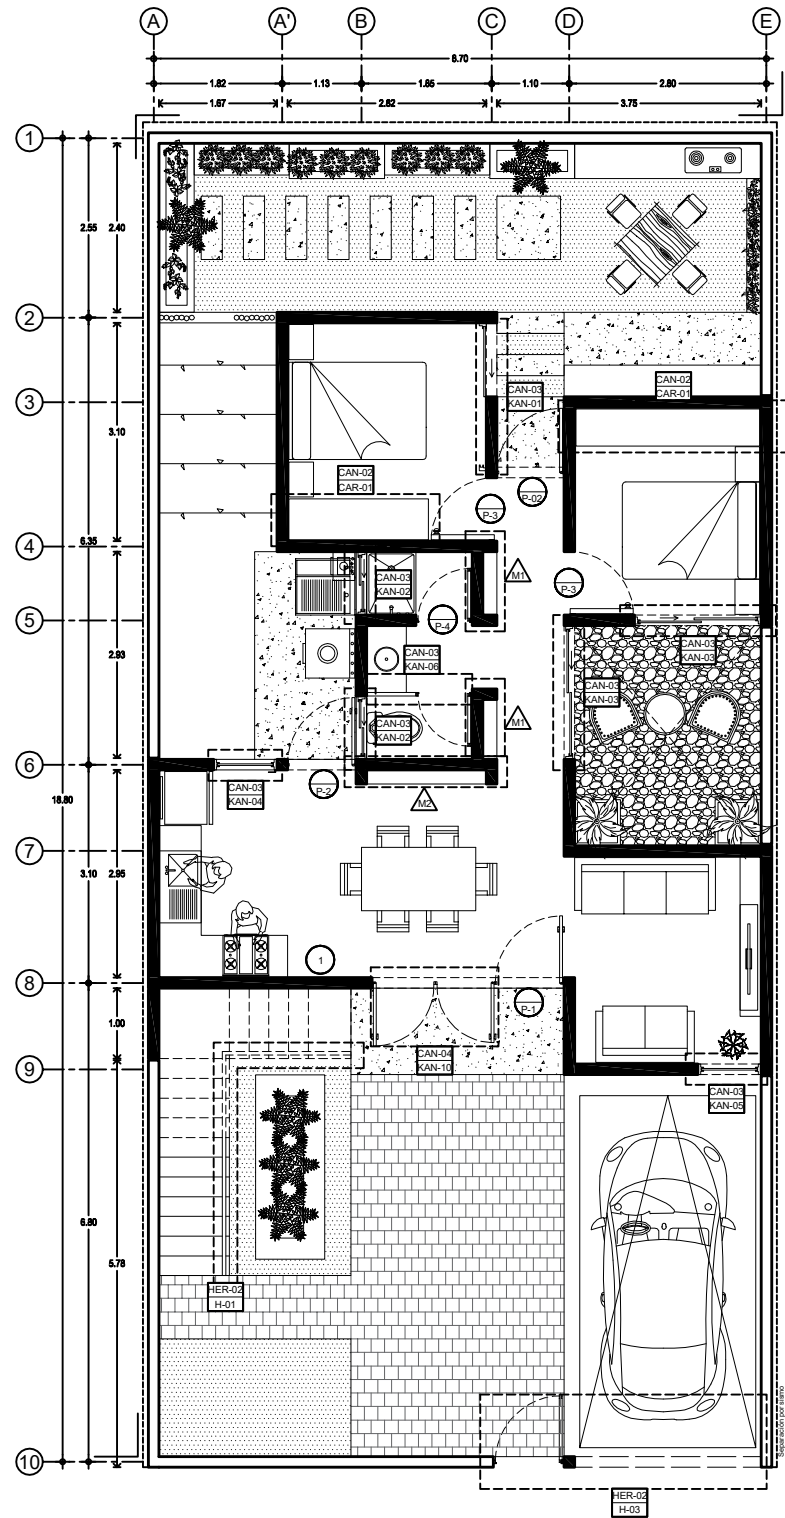 A A' B C D E
8.70
1.82 1.13 1.85 1.10 2.80
1.67 2.82 3.75
1
2.55 2.40
2
CAN-03
KAN-01
CAN-02
CAR-01
3
3.10
CAN-02
CAR-01
P-02
P-3
4
6.35
M1
CAN-03
KAN-02
P-3
5
P-4
CAN-03
KAN-06
CAN-03
KAN-03
2.93
CAN-03
KAN-03
CAN-03
KAN-02
M1
6
P-2
CAN-03
KAN-04
M2
18.80
7
3.10 2.95
1
8
P-1
1.00
CAN-04
KAN-10
9
CAN-03
KAN-05
6.80
5.78
HER-02
H-01
Separación por sismo
10
HER-02
H-03